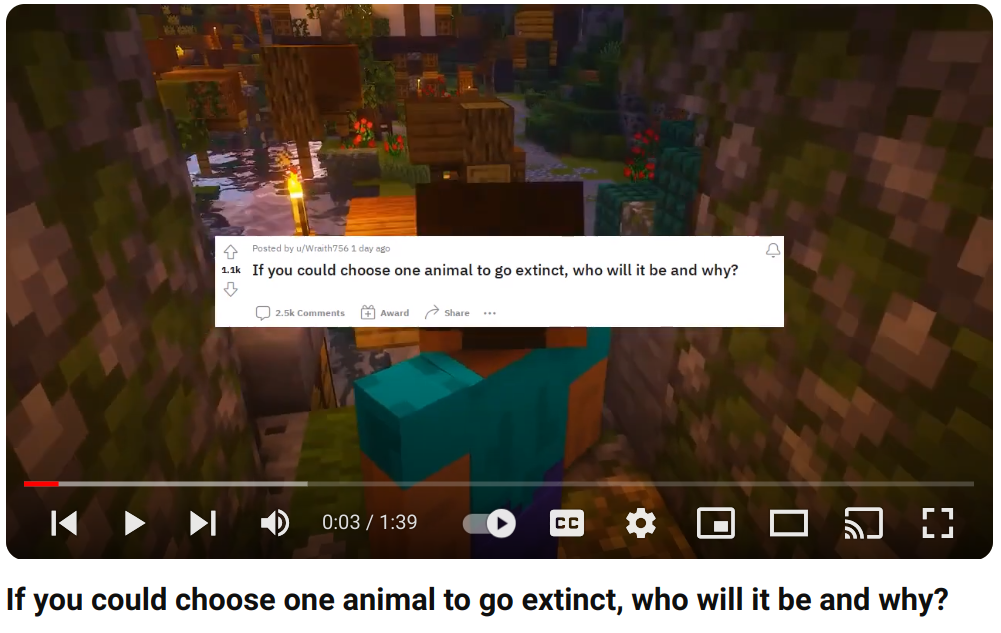 Posted by u/Wraith756 1 day ago
1.1k
If you could choose one animal to go extinct, who will it be and why?
2.5k Comments Award Share
0:03 / 1:39
CC
If you could choose one animal to go extinct, who will it be and why?